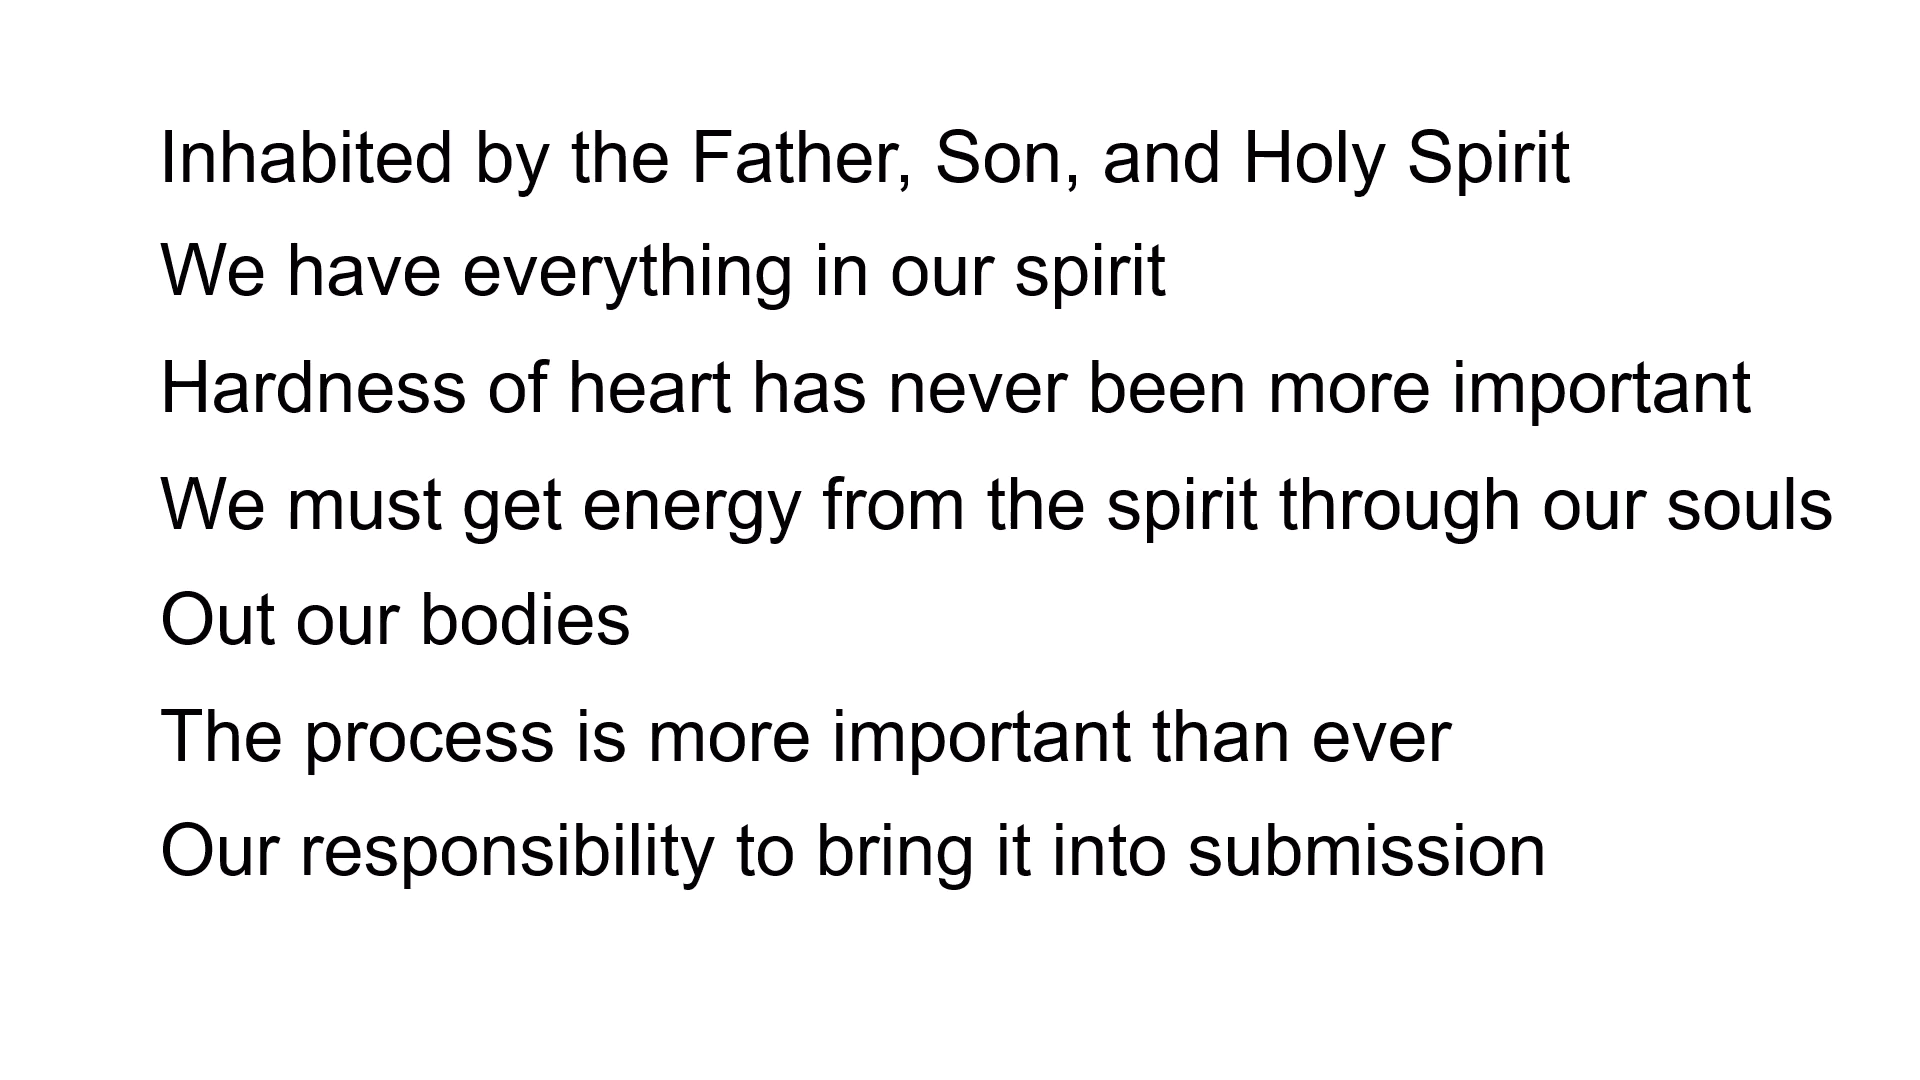 Inhabited by the Father, Son, and Holy Spirit
We have everything in our spirit
Hardness of heart has never been more important
We must get energy from the spirit through our souls
Out our bodies
The process is more important than ever
Our responsibility to bring it into submission